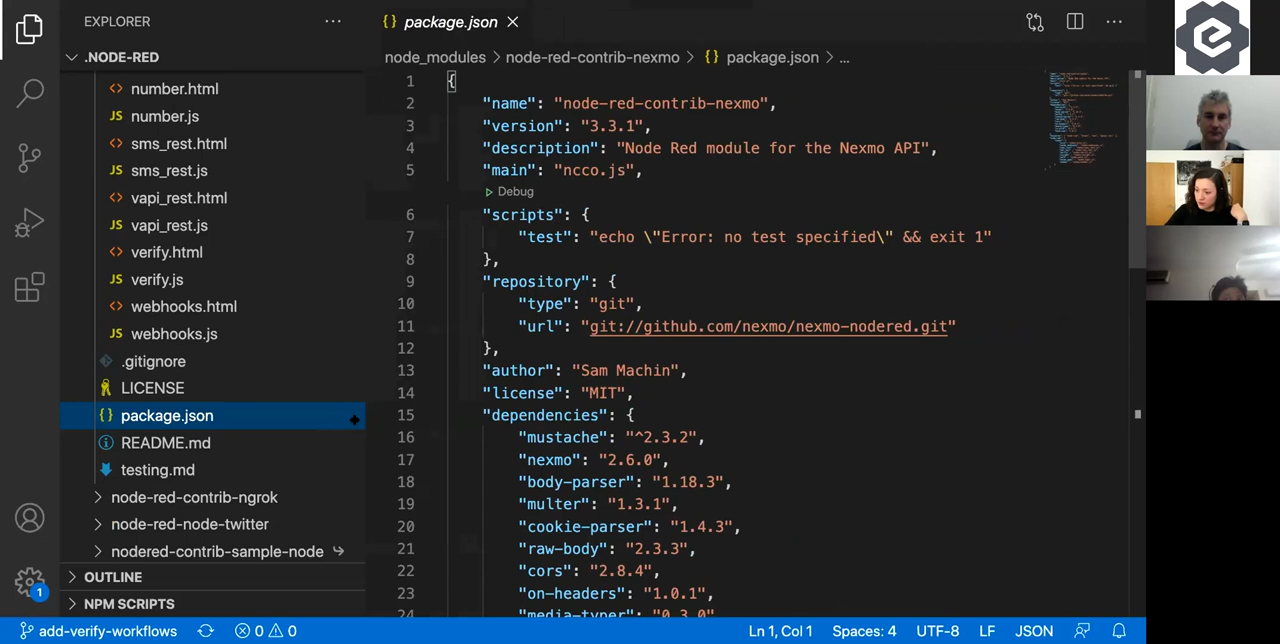 EXPLORER
.NODE-RED
number.html
number.js
sms_rest.html
sms_rest.js
vapi_rest.html
vapi_rest.js
verify.html
verify.js
webhooks.html
webhooks.js
.gitignore
LICENSE
package.json
README.md
testing.md
node-red-contrib-ngrok
node-red-node-twitter
nodered-contrib-sample-node
OUTLINE
NPM SCRIPTS
{} package.json
node_modules > node-red-contrib-nexmo > {} package.json > ...
1 {
2 "name": "node-red-contrib-nexmo",
3 "version": "3.3.1",
4 "description": "Node Red module for the Nexmo API",
5 "main": "ncco.js",
Debug
6 "scripts": {
7 "test": "echo \"Error: no test specified\" && exit 1"
8 },
9 "repository": {
10 "type": "git",
11 "url": "git://github.com/nexmo/nexmo-nodered.git"
12 },
13 "author": "Sam Machin",
14 "license": "MIT",
15 "dependencies": {
16 "mustache": "^2.3.2",
17 "nexmo": "2.6.0",
18 "body-parser": "1.18.3",
19 "multer": "1.3.1",
20 "cookie-parser": "1.4.3",
21 "raw-body": "2.3.3",
22 "cors": "2.8.4",
23 "on-headers": "1.0.1",
24 "media-typer": "0.3.0"
1
add-verify-workflows 0 0 Ln 1, Col 1 Spaces: 4 UTF-8 LF JSON